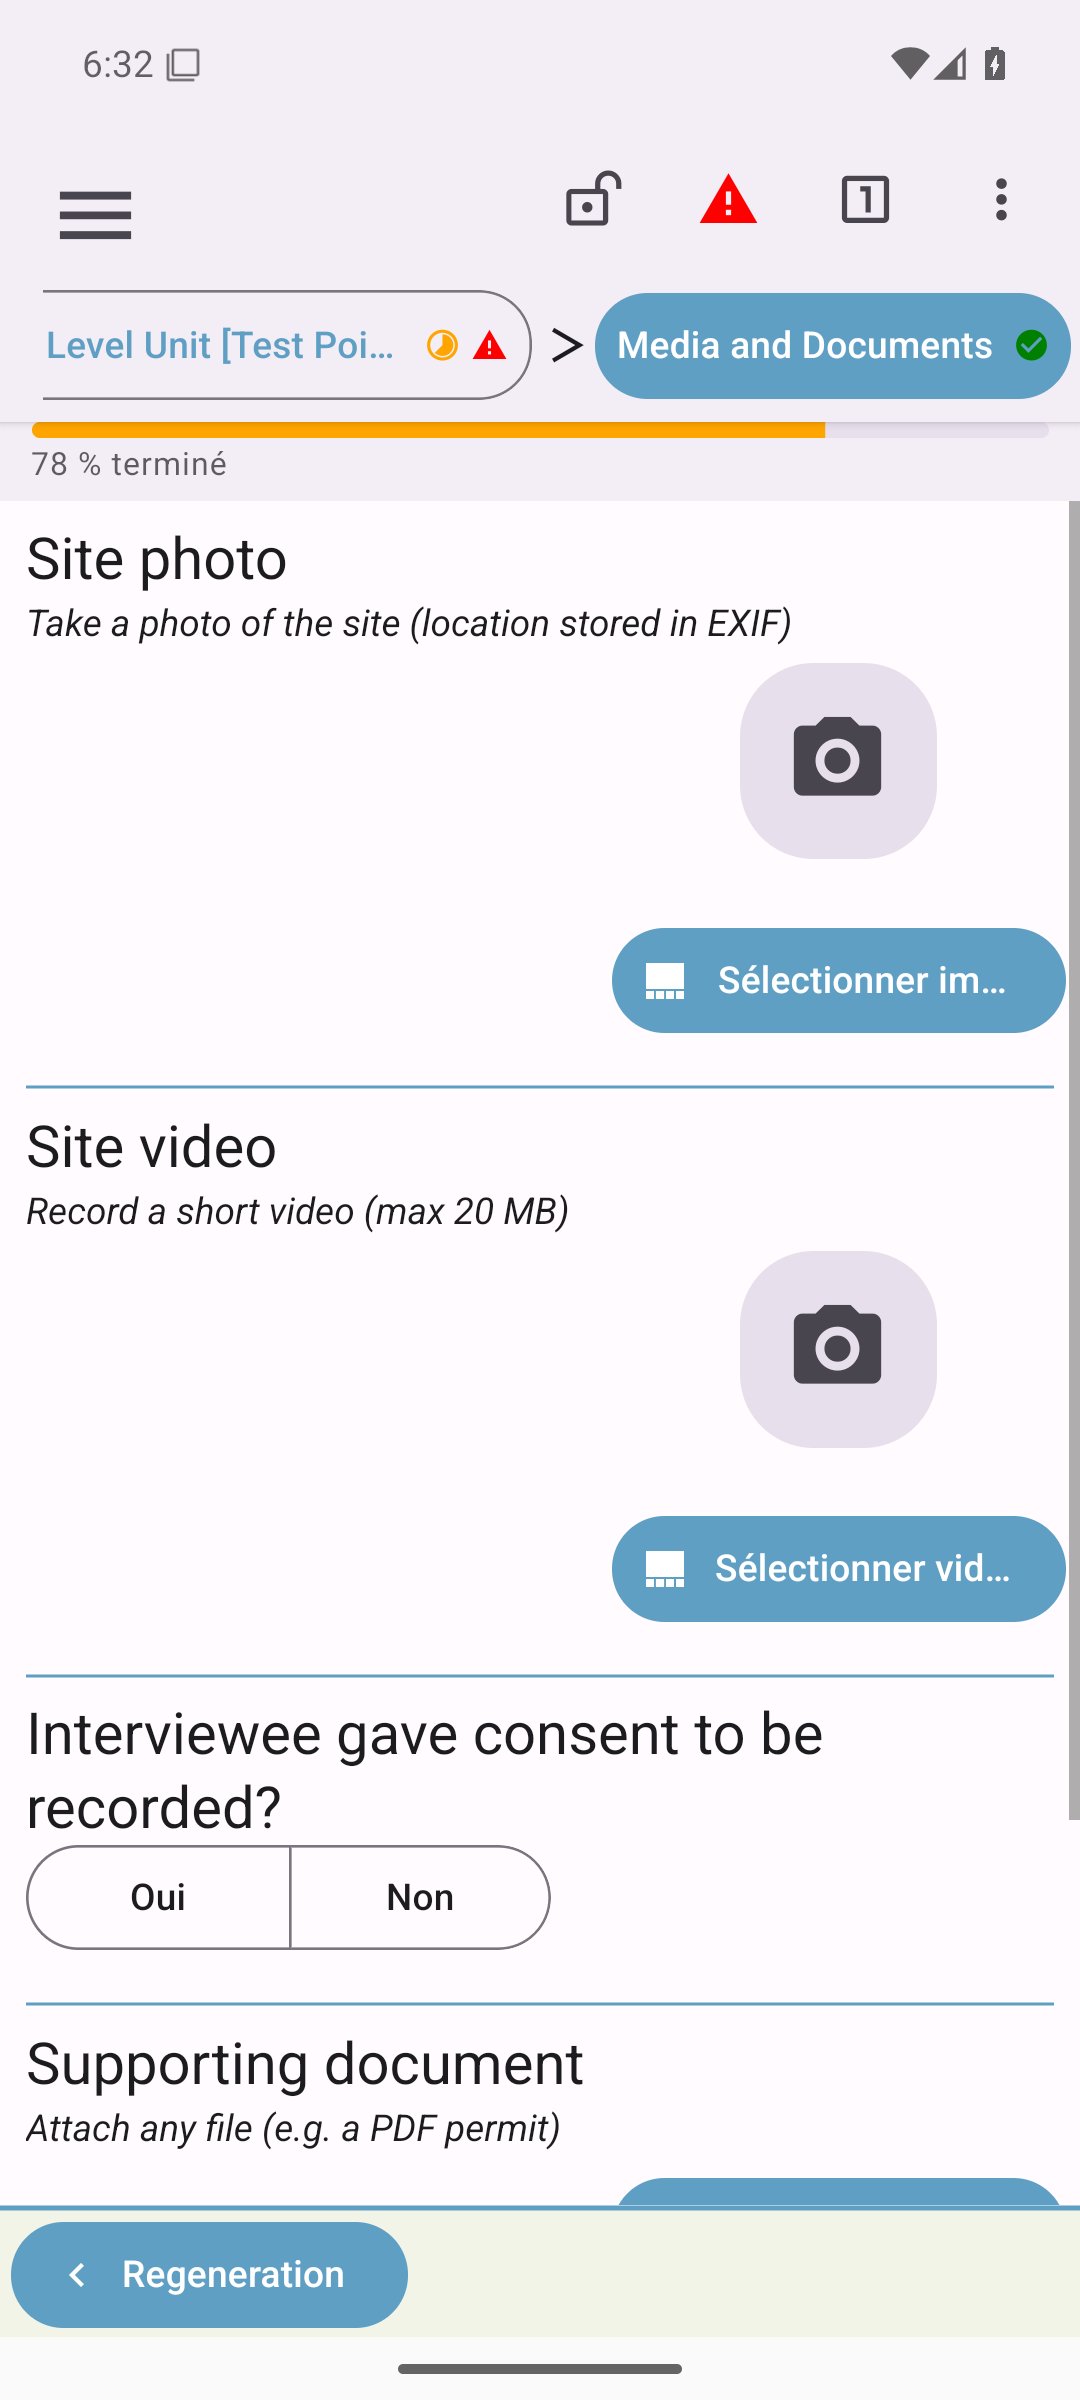 6:32
1
Level Unit [Test Poi...
>
Media and Documents
78 % terminé
Site photo
Take a photo of the site (location stored in EXIF)
Sélectionner im...
Site video
Record a short video (max 20 MB)
Sélectionner vid...
Interviewee gave consent to be
recorded?
Oui
Non
Supporting document
Attach any file (e.g. a PDF permit)
Regeneration